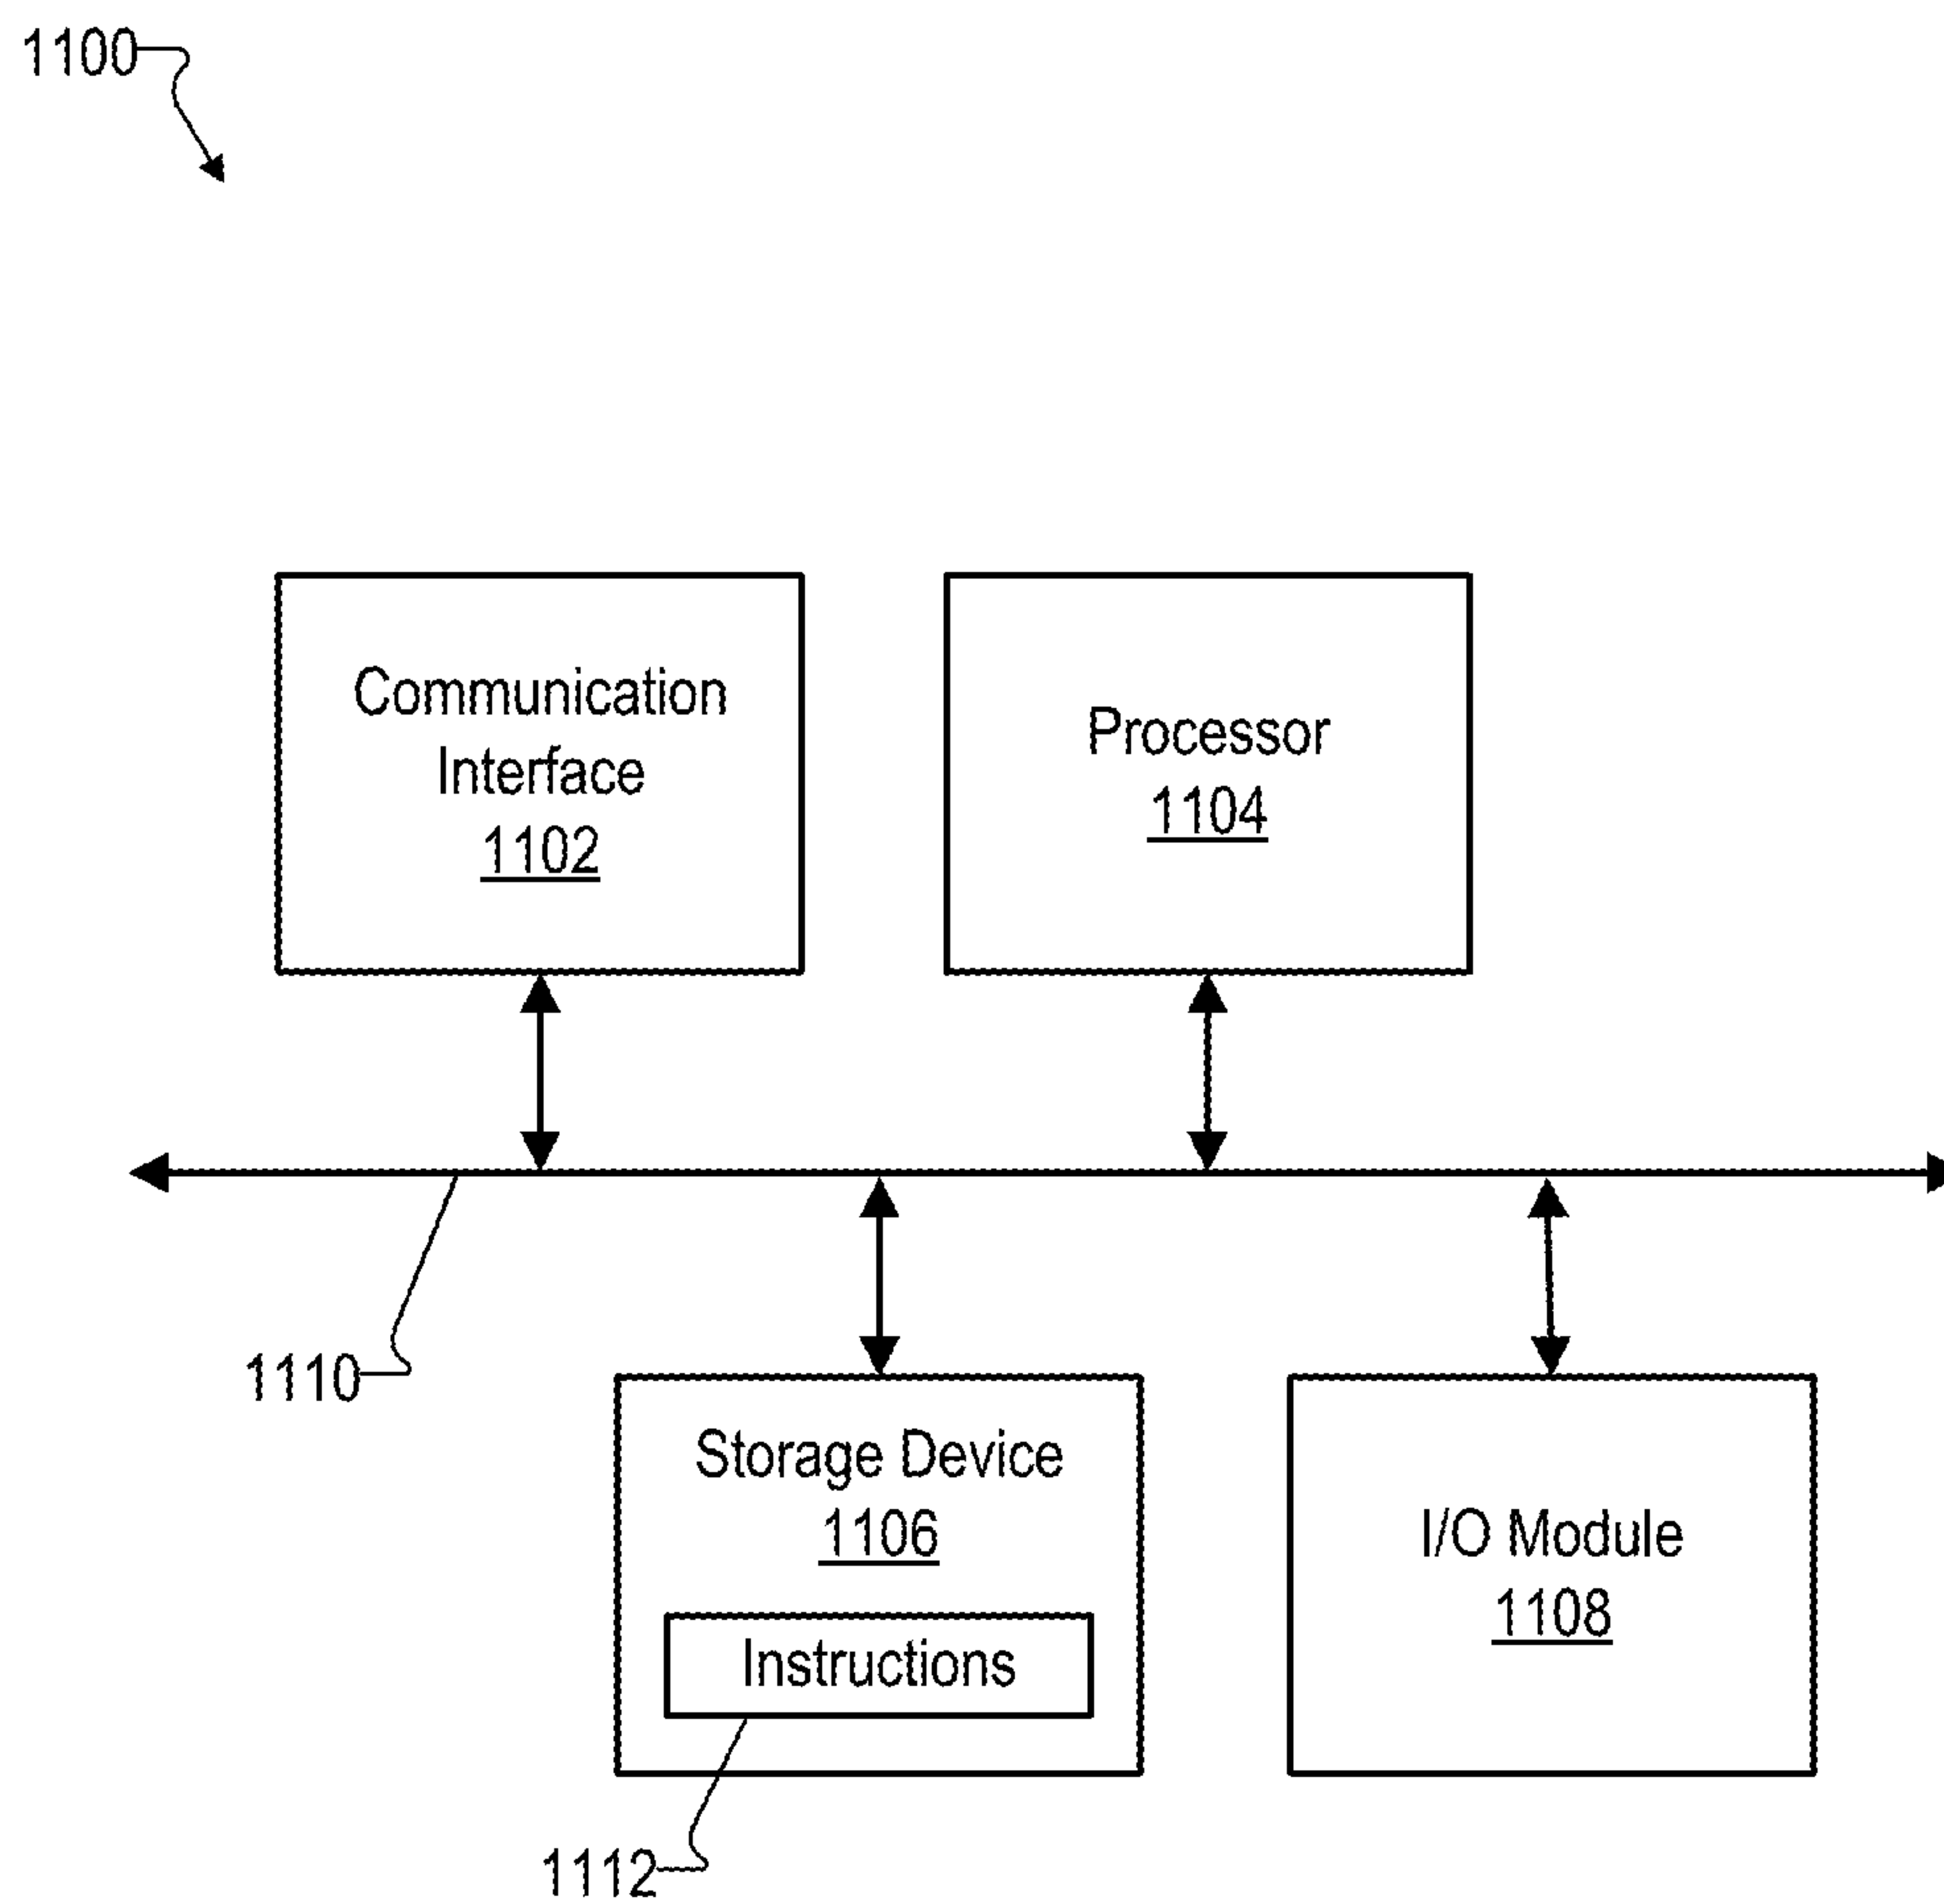 1100
Communication
Interface
1102
Processor
1104
1110
Storage Device
1106
Instructions
I/O Module
1108
1112